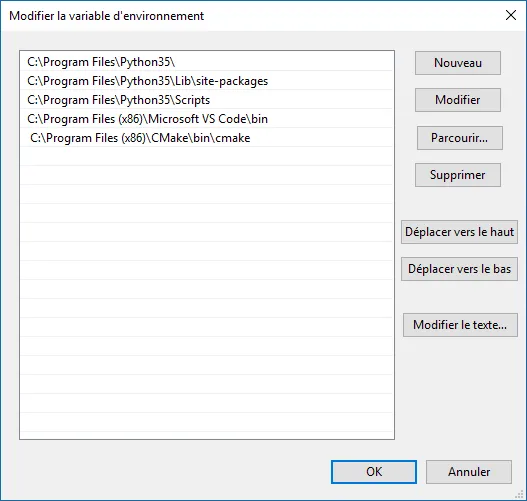 Modifier la variable d'environnement
C:\Program Files\Python35\
C:\Program Files\Python35\Lib\site-packages
C:\Program Files\Python35\Scripts
C:\Program Files (x86)\Microsoft VS Code\bin
C:\Program Files (x86)\CMake\bin\cmake
Nouveau
Modifier
Parcourir...
Supprimer
Déplacer vers le haut
Déplacer vers le bas
Modifier le texte...
OK
Annuler